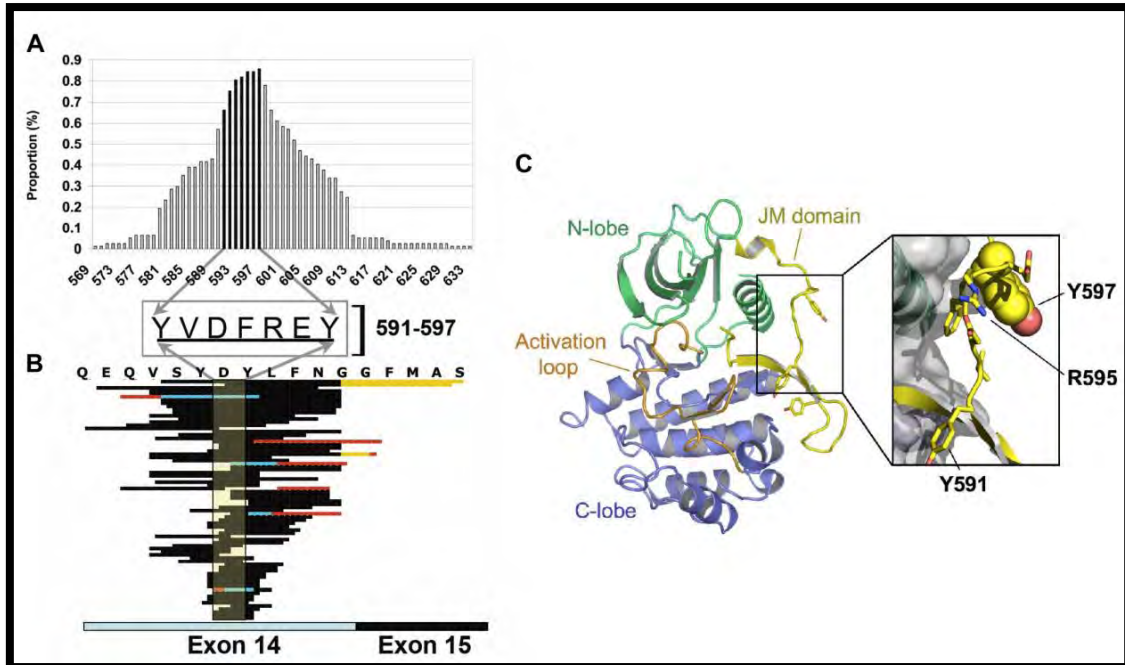 A
Proportion (%)
0.9
0.8
0.7
0.6
0.5
0.4
0.3
0.2
0.1
0
569 573 577 581 585 589 593 597 601 605 609 613 617 621 625 629 633
YVDFREY
591-597
B
Q E Q V S Y D Y L F N G G F M A S
Exon 14 Exon 15
C
N-lobe
JM domain
Activation
loop
C-lobe
Y597
R595
Y591